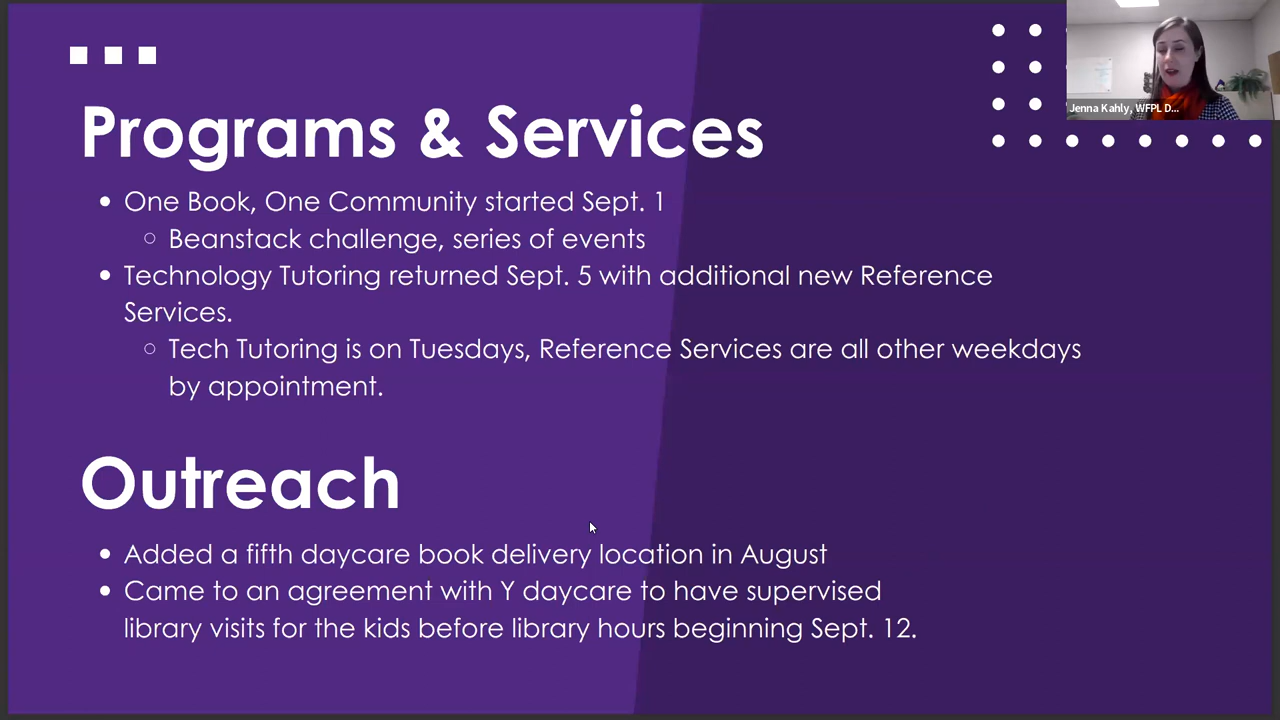 Programs & Services
One Book, One Community started Sept. 1
Beanstack challenge, series of events
Technology Tutoring returned Sept. 5 with additional new Reference
Services.
Tech Tutoring is on Tuesdays, Reference Services are all other weekdays
by appointment.
Outreach
Added a fifth daycare book delivery location in August
Came to an agreement with Y daycare to have supervised
library visits for the kids before library hours beginning Sept. 12.
Jenna Kahly, WFPL D...